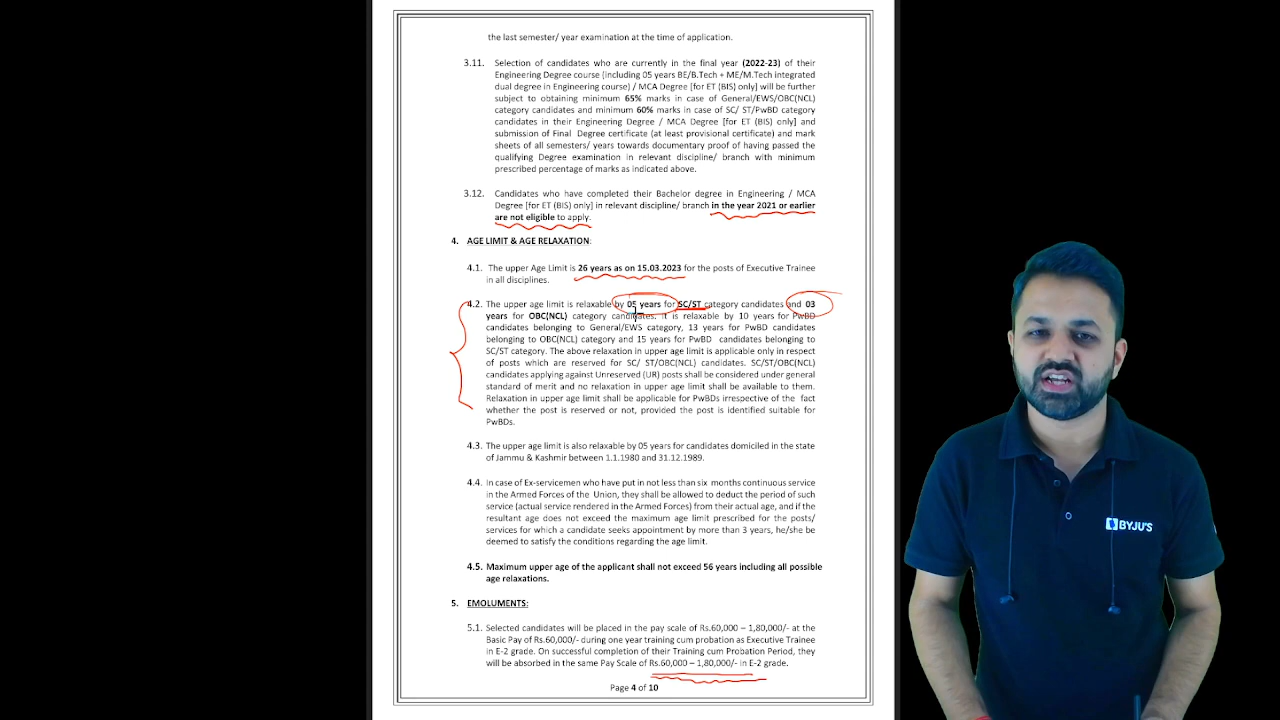 the last semester/ year examination at the time of application.
3.11. Selection of candidates who are currently in the final year (2022-23) of their
Engineering Degree course (including 05 years BE/B.Tech + ME/M.Tech integrated
dual degree in Engineering course) / MCA Degree [for ET (BIS) only] will be further
subject to obtaining minimum 65% marks in case of General/EWS/OBC(NCL)
category candidates and minimum 60% marks in case of SC/ ST/PwBD category
candidates in their Engineering Degree / MCA Degree [for ET (BIS) only] and
submission of Final Degree certificate (at least provisional certificate) and mark
sheets of all semesters/ years towards documentary proof of having passed the
qualifying Degree examination in relevant discipline/ branch with minimum
prescribed percentage of marks as indicated above.
3.12. Candidates who have completed their Bachelor degree in Engineering / MCA
Degree [for ET (BIS) only] in relevant discipline/ branch in the year 2021 or earlier
are not eligible to apply.
4. AGE LIMIT & AGE RELAXATION:
4.1. The upper Age Limit is 26 years as on 15.03.2023 for the posts of Executive Trainee
in all disciplines.
4.2. The upper age limit is relaxable by 05 years for SC/ST category candidates and 03
years for OBC(NCL) category candidates. It is relaxable by 10 years for PwBD
candidates belonging to General/EWS category, 13 years for PwBD candidates
belonging to OBC(NCL) category and 15 years for PwBD candidates belonging to
SC/ST category. The above relaxation in upper age limit is applicable only in respect
of posts which are reserved for SC/ ST/OBC(NCL) candidates. SC/ST/OBC(NCL)
candidates applying against Unreserved (UR) posts shall be considered under general
standard of merit and no relaxation in upper age limit shall be available to them.
Relaxation in upper age limit shall be applicable for PwBDs irrespective of the fact
whether the post is reserved or not, provided the post is identified suitable for
PwBDs.
4.3. The upper age limit is also relaxable by 05 years for candidates domiciled in the state
of Jammu & Kashmir between 1.1.1980 and 31.12.1989.
4.4. In case of Ex-servicemen who have put in not less than six months continuous service
in the Armed Forces of the Union, they shall be allowed to deduct the period of such
service (actual service rendered in the Armed Forces) from their actual age, and if the
resultant age does not exceed the maximum age limit prescribed for the posts/
services for which a candidate seeks appointment by more than 3 years, he/she be
deemed to satisfy the conditions regarding the age limit.
4.5. Maximum upper age of the applicant shall not exceed 56 years including all possible
age relaxations.
5. EMOLUMENTS:
5.1. Selected candidates will be placed in the pay scale of Rs.60,000 – 1,80,000/- at the
Basic Pay of Rs.60,000/- during one year training cum probation as Executive Trainee
in E-2 grade. On successful completion of their Training cum Probation Period, they
will be absorbed in the same Pay Scale of Rs.60,000 – 1,80,000/- in E-2 grade.
Page 4 of 10
BYJU'S